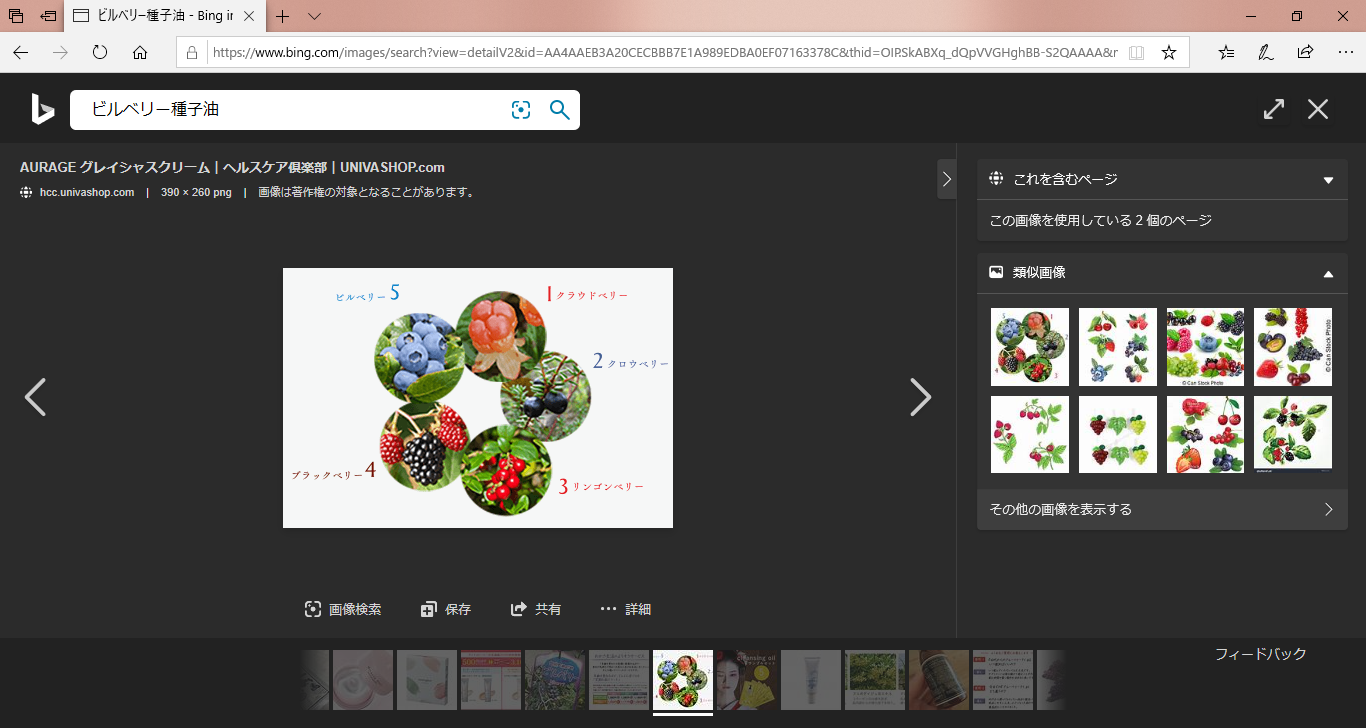 ビルベリー種子油 - Bing ir
https://www.bing.com/images/search?view=detailV2&id=AA4AAEB3A20CECBBB7E1A989EDBA0EF07163378C&thid=OIP.SkABXq_dQpVVGHghBB-S2QAAAA&r
ビルベリー種子油
AURAGE グレイシャスクリーム | ヘルスケア倶楽部 | UNIVASHOP.com
hcc.univashop.com | 390 × 260 png | 画像は著作権の対象となることがあります。
ビルベリー 5
1 クラウドベリー
2 クロウベリー
ブラックベリー 4
3 リンゴンベリー
画像検索
保存
共有
詳細
これを含むページ
この画像を使用している 2 個のページ
類似画像
© Can Stock Photo
© Can Stock Photo
その他の画像を表示する
cleansing oil
フィードバック